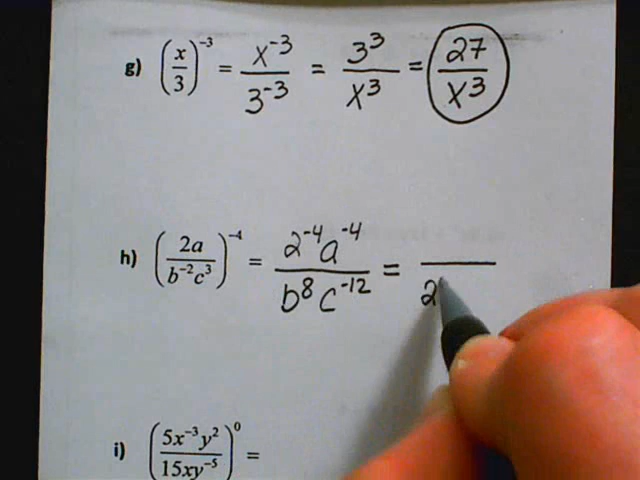 g) (x/3)^-3 = x^-3/3^-3 = 3^3/x^3 = 27/x^3
h) (2a/b^-2c^3)^-4 = 2^-4a^-4/b^8c^-12 = /2
i) (5x^-3y^2/15xy^-5)^0 =